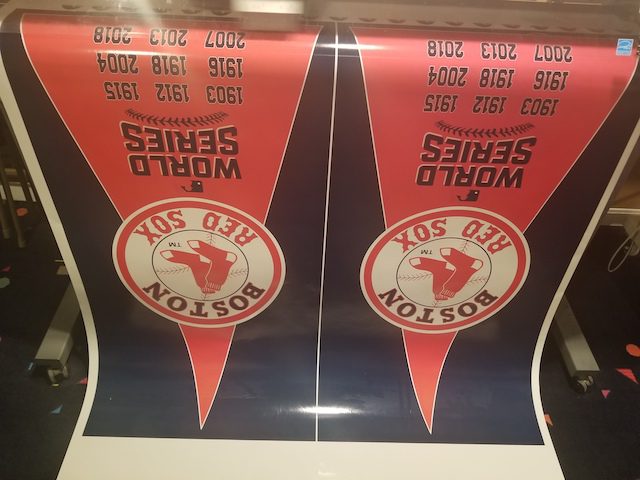 BOSTON
TM
RED SOX
WORLD
SERIES
1903 1912 1915
1916 1918 2004
2007 2013 2018
BOSTON
TM
RED SOX
WORLD
SERIES
1903 1912 1915
1916 1918 2004
2007 2013 2018